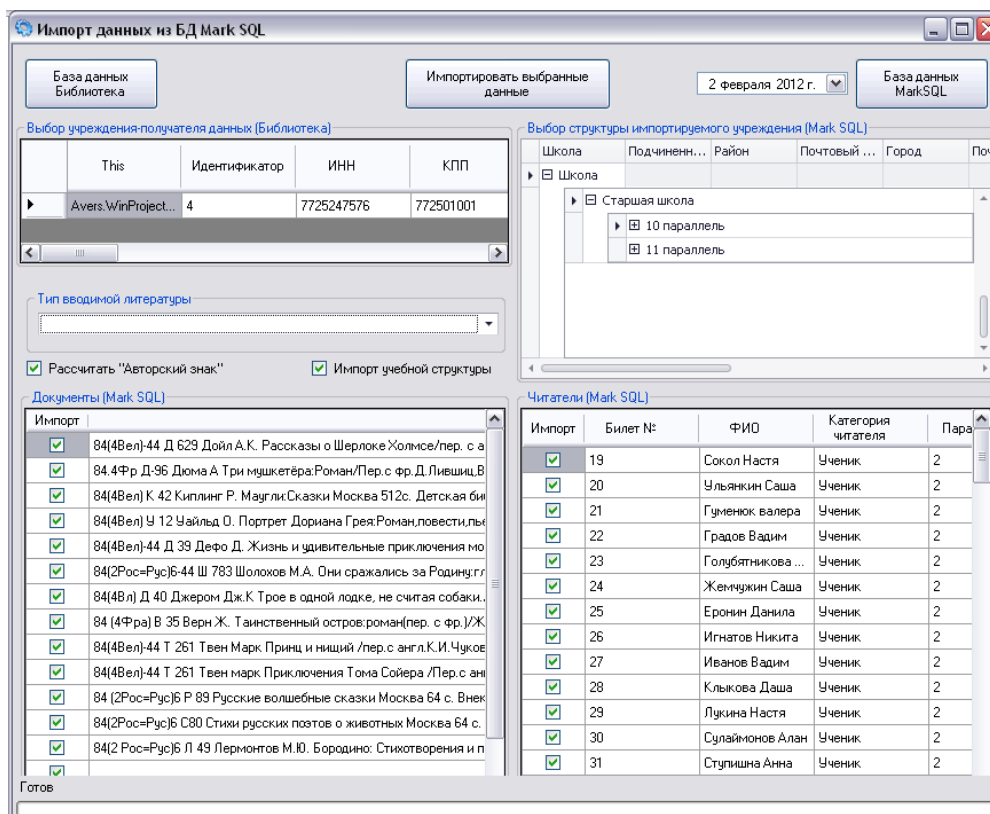 Импорт данных из БД Mark SQL
База данных Библиотека
Импортировать выбранные данные
2 февраля 2012 г.
База данных MarkSQL
Выбор учреждения-получателя данных (Библиотека)
This Идентификатор ИНН КПП
Avers.WinProject... 4 7725247576 772501001
Выбор структуры импортируемого учреждения (Mark SQL)
Школа Подчиненн... Район Почтовый ... Город Поч
Школа
Старшая школа
10 параллель
11 параллель
Тип вводимой литературы
Рассчитать "Авторский знак" Импорт учебной структуры
Документы (Mark SQL)
Импорт
84(4Вел)-44 Д 629 Дойл А.К. Рассказы о Шерлоке Холмсе/пер. с а
84.4Фр Д-96 Дюма А Три мушкетёра:Роман/Пер.с фр.Д.Лившиц,В
84(4Вел) К 42 Киплинг Р. Маугли:Сказки Москва 512с. Детская би
84(4Вел) У 12 Уайльд О. Портрет Дориана Грея:Роман,повести,пье
84(4Вел)-44 Д 39 Дефо Д. Жизнь и удивительные приключения мо
84(2Рос=Рус)6-44 Ш 783 Шолохов М.А. Они сражались за Родину:гл
84(4Вл) Д 40 Джером Дж.К Трое в одной лодке, не считая собаки..
84 (4Фра) В 35 Верн Ж. Таинственный остров:роман(пер. с фр.)/Ж
84(4Вел)-44 Т 261 Твен Марк Принц и нищий /пер.с англ.К.И.Чуков
84(4Вел)-44 Т 261 Твен марк Приключения Тома Сойера /Пер.с анг
84 (2Рос=Рус)6 Р 89 Русские волшебные сказки Москва 64 с. Внек
84(2Рос=Рус)6 С80 Стихи русских поэтов о животных Москва 64 с.
84(2 Рос=Рус)6 Л 49 Лермонтов М.Ю. Бородино: Стихотворения и п
Читатели (Mark SQL)
Импорт Билет № ФИО Категория читателя Пара
19 Сокол Настя Ученик 2
20 Ульянкин Саша Ученик 2
21 Гуменюк валера Ученик 2
22 Градов Вадим Ученик 2
23 Голубятникова ... Ученик 2
24 Жемчужин Саша Ученик 2
25 Еронин Данила Ученик 2
26 Игнатов Никита Ученик 2
27 Иванов Вадим Ученик 2
28 Клыкова Даша Ученик 2
29 Лукина Настя Ученик 2
30 Сулаймонов Алан Ученик 2
31 Ступишна Анна Ученик 2
Готов